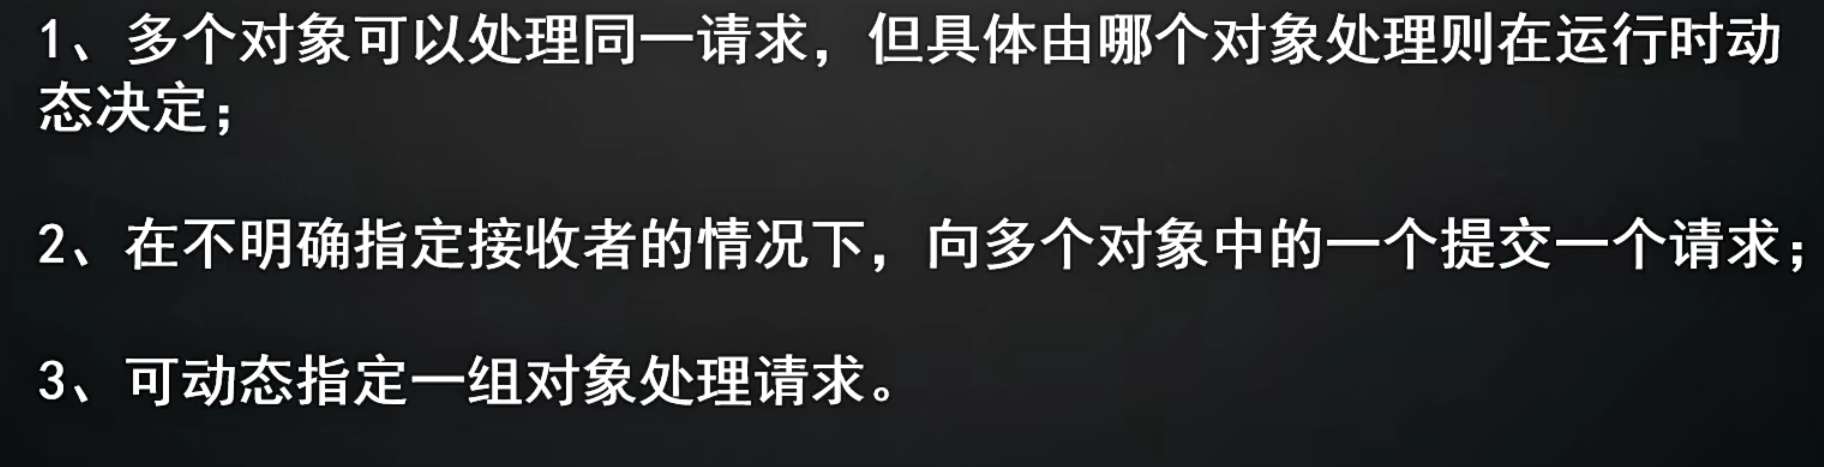 1、多个对象可以处理同一请求，但具体由哪个对象处理则在运行时动
态决定；
2、在不明确指定接收者的情况下，向多个对象中的一个提交一个请求；
3、可动态指定一组对象处理请求。